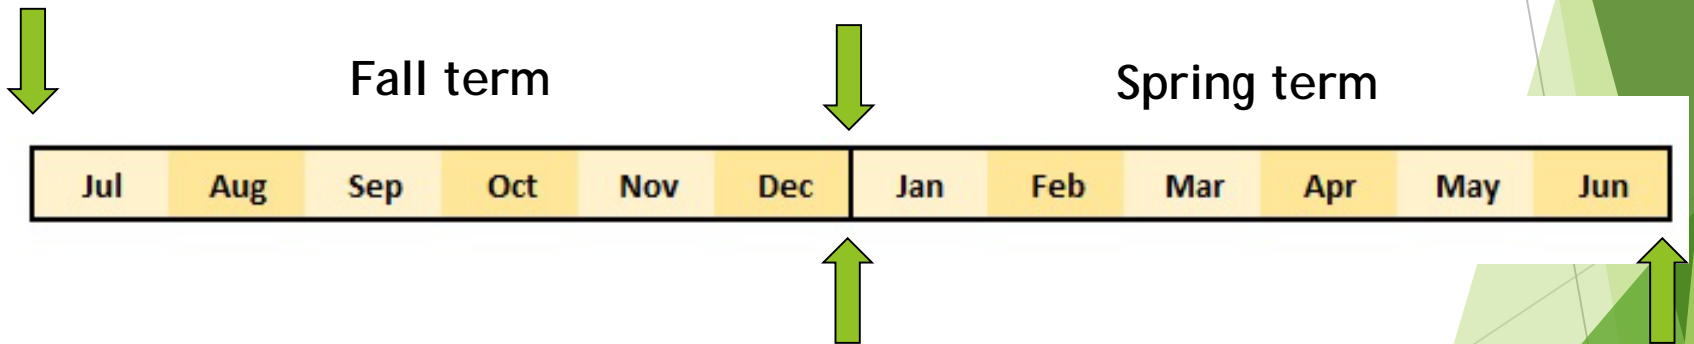 Fall term
Spring term
Jul Aug Sep Oct Nov Dec Jan Feb Mar Apr May Jun